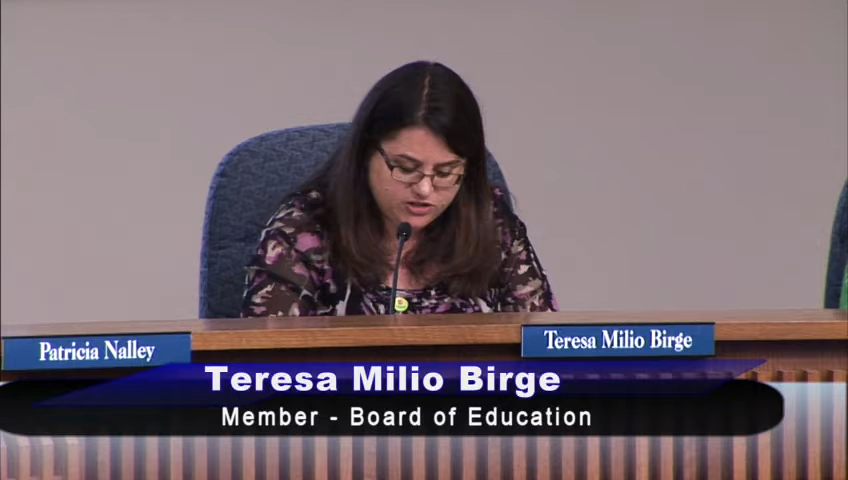 Patricia Nalley
Teresa Milio Birge
Teresa Milio Birge
Member - Board of Education